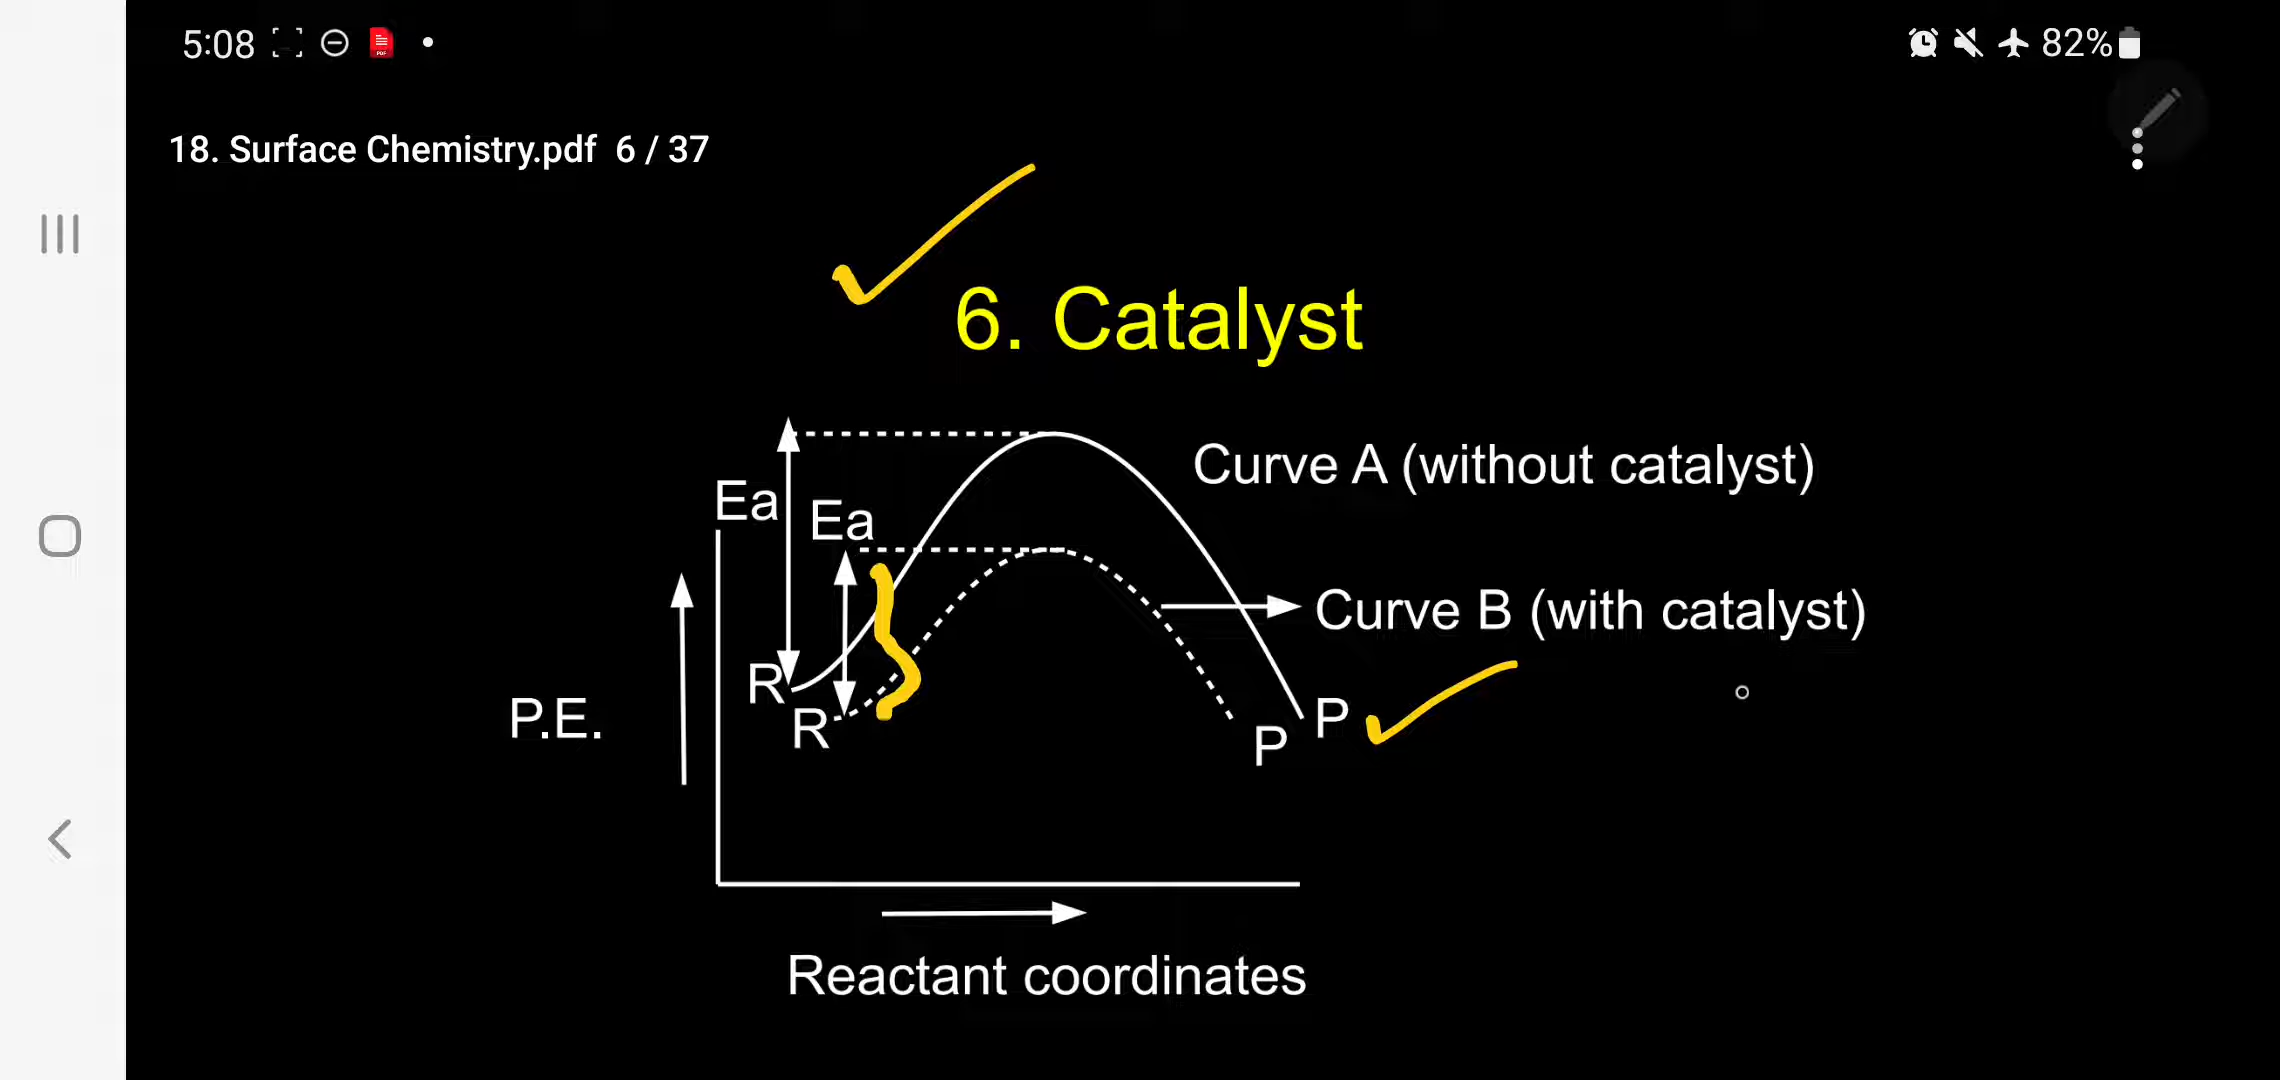 5:08
82%
18. Surface Chemistry.pdf 6 / 37
6. Catalyst
Curve A (without catalyst)
Ea
Ea
Curve B (with catalyst)
R
R
P.E.
P
P
Reactant coordinates